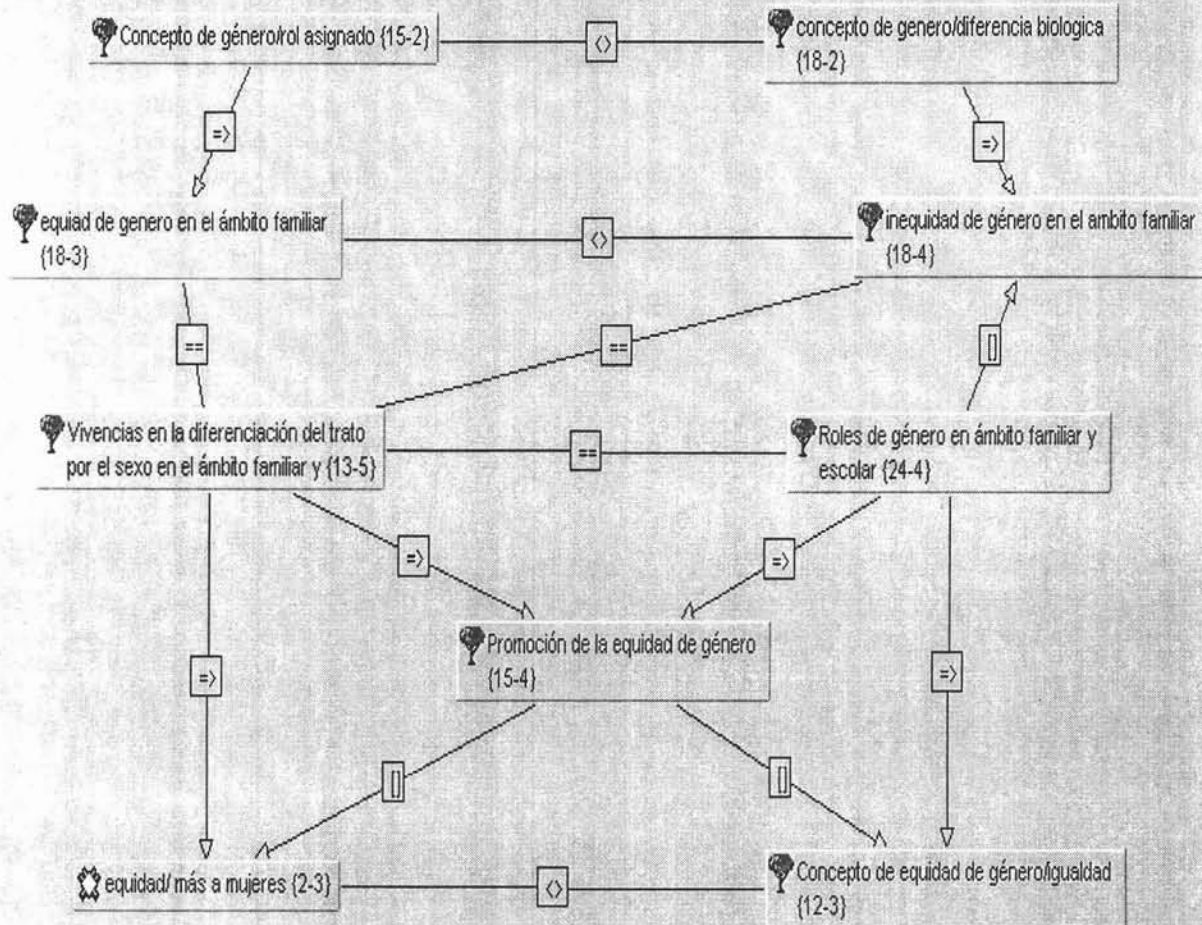 Concepto de género/rol asignado {15-2}
<>
concepto de genero/diferencia biologica
{18-2}
=>
=>
equiad de genero en el ámbito familiar
{18-3}
<>
inequidad de género en el ambito familiar
{18-4}
==
==
[]
Vivencias en la diferenciación del trato
por el sexo en el ámbito familiar y {13-5}
==
Roles de género en ámbito familiar y
escolar {24-4}
=>
=>
Promoción de la equidad de género
{15-4}
=>
=>
[]
[]
equidad/ más a mujeres {2-3}
<>
Concepto de equidad de género/igualdad
{12-3}